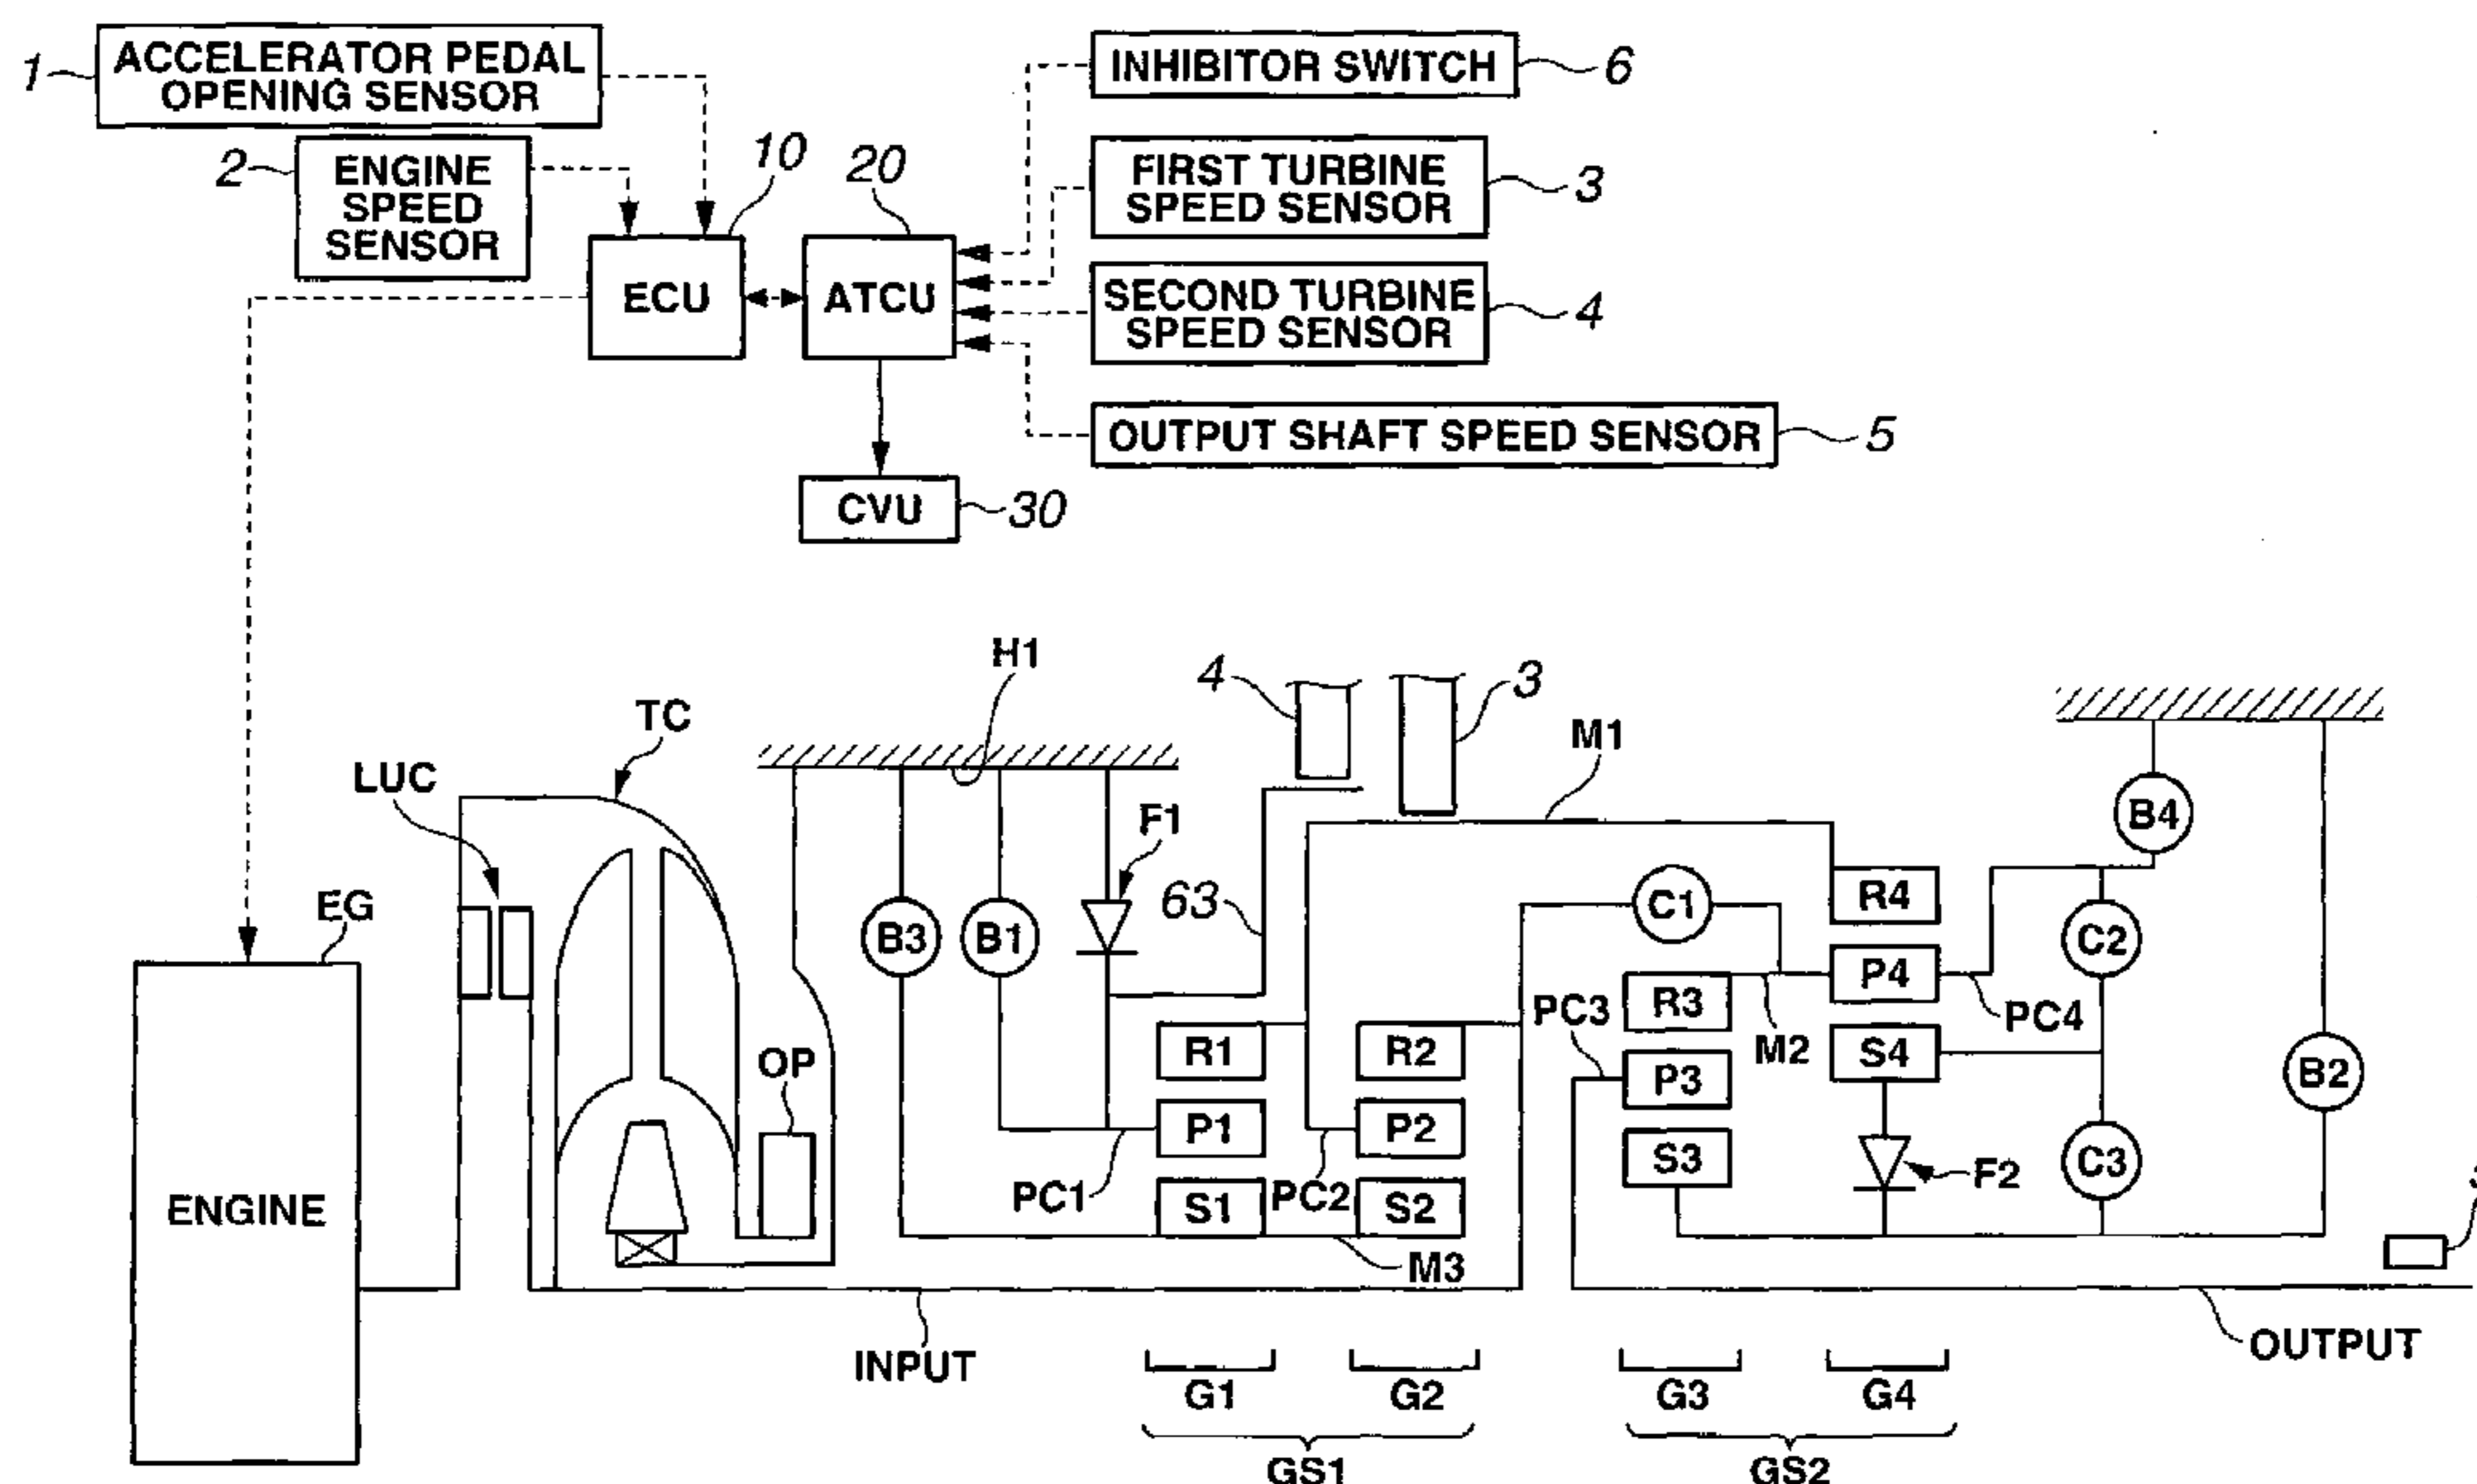 1
ACCELERATOR PEDAL
OPENING SENSOR
2
ENGINE
SPEED
SENSOR
10
20
ECU
ATCU
INHIBITOR SWITCH
6
FIRST TURBINE
SPEED SENSOR
3
SECOND TURBINE
SPEED SENSOR
4
OUTPUT SHAFT SPEED SENSOR
5
CVU
30
H1
4
3
TC
M1
LUC
F1
B4
EG
63
C1
R4
B3
B1
C2
P4
PC3
R3
PC4
R1
R2
M2
S4
OP
P3
B2
P1
P2
S3
C3
F2
PC1
S1
PC2
S2
ENGINE
M3
INPUT
OUTPUT
G1
G2
G3
G4
GS1
GS2